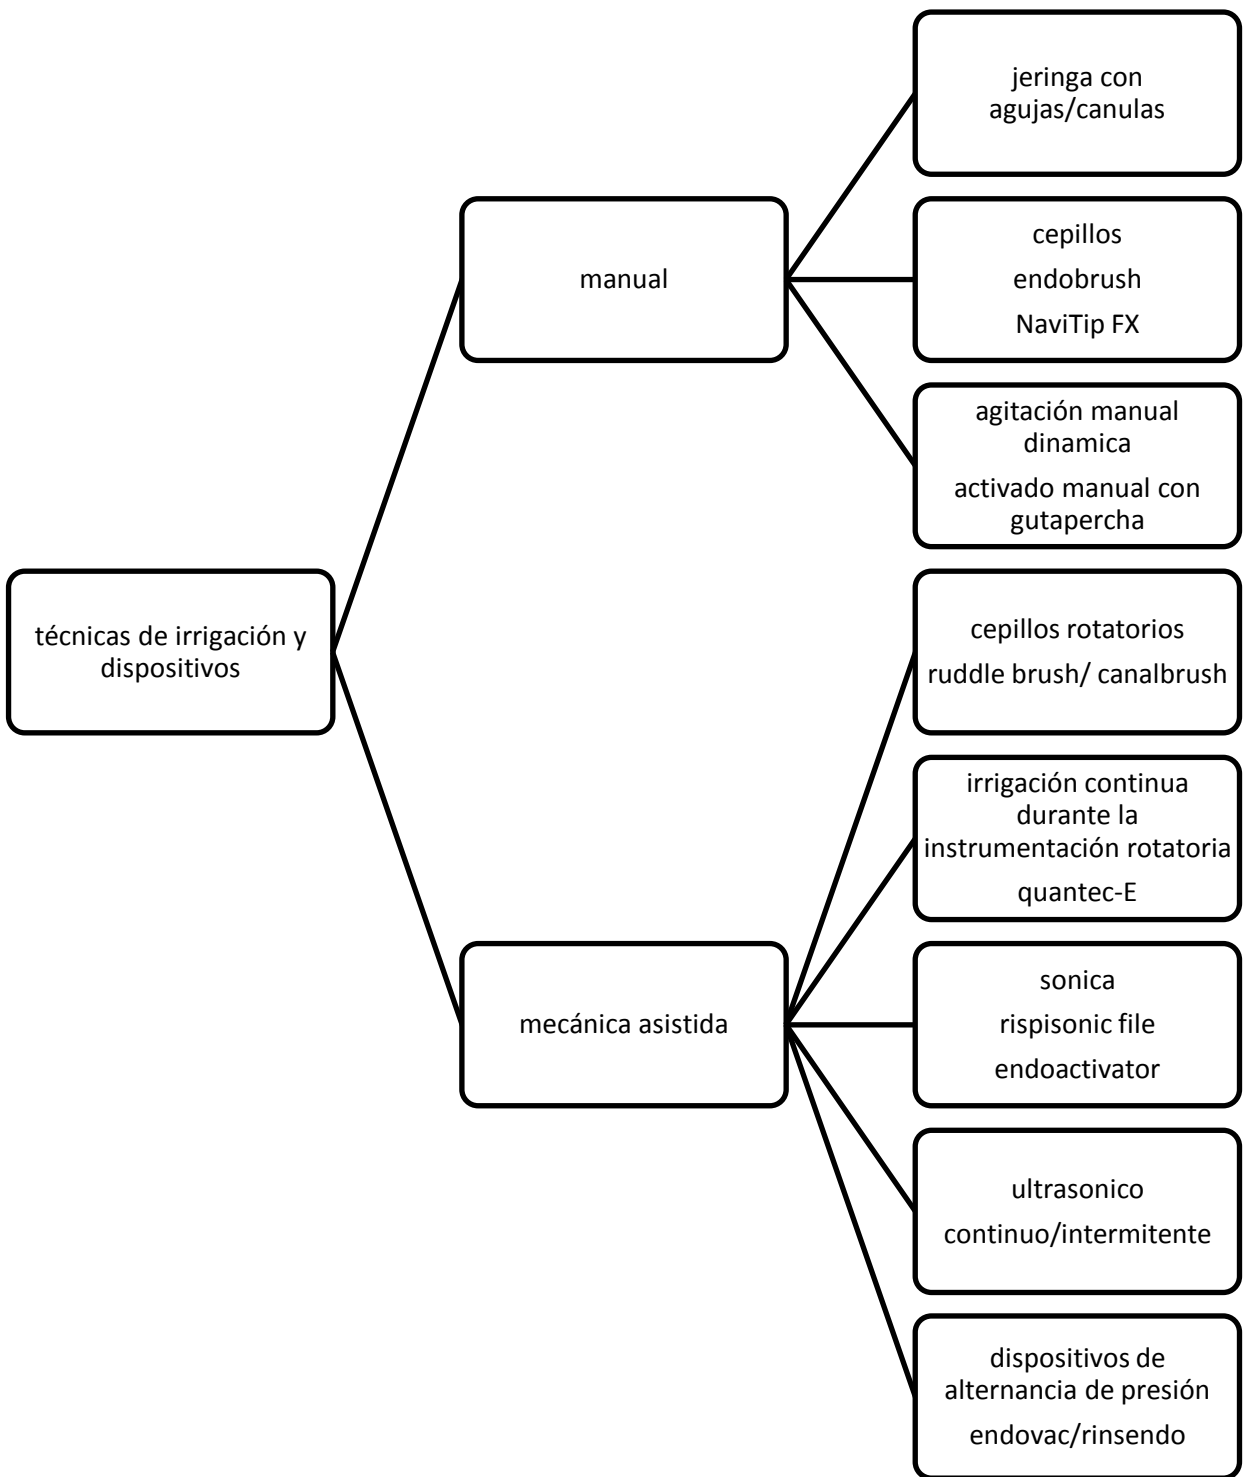 técnicas de irrigación y
dispositivos
manual
jeringa con
agujas/canulas
cepillos
endobrush
NaviTip FX
agitación manual
dinamica
activado manual con
gutapercha
mecánica asistida
cepillos rotatorios
ruddle brush/ canalbrush
irrigación continua
durante la
instrumentación rotatoria
quantec-E
sonica
rispisonic file
endoactivator
ultrasonico
continuo/intermitente
dispositivos de
alternancia de presión
endovac/rinsendo